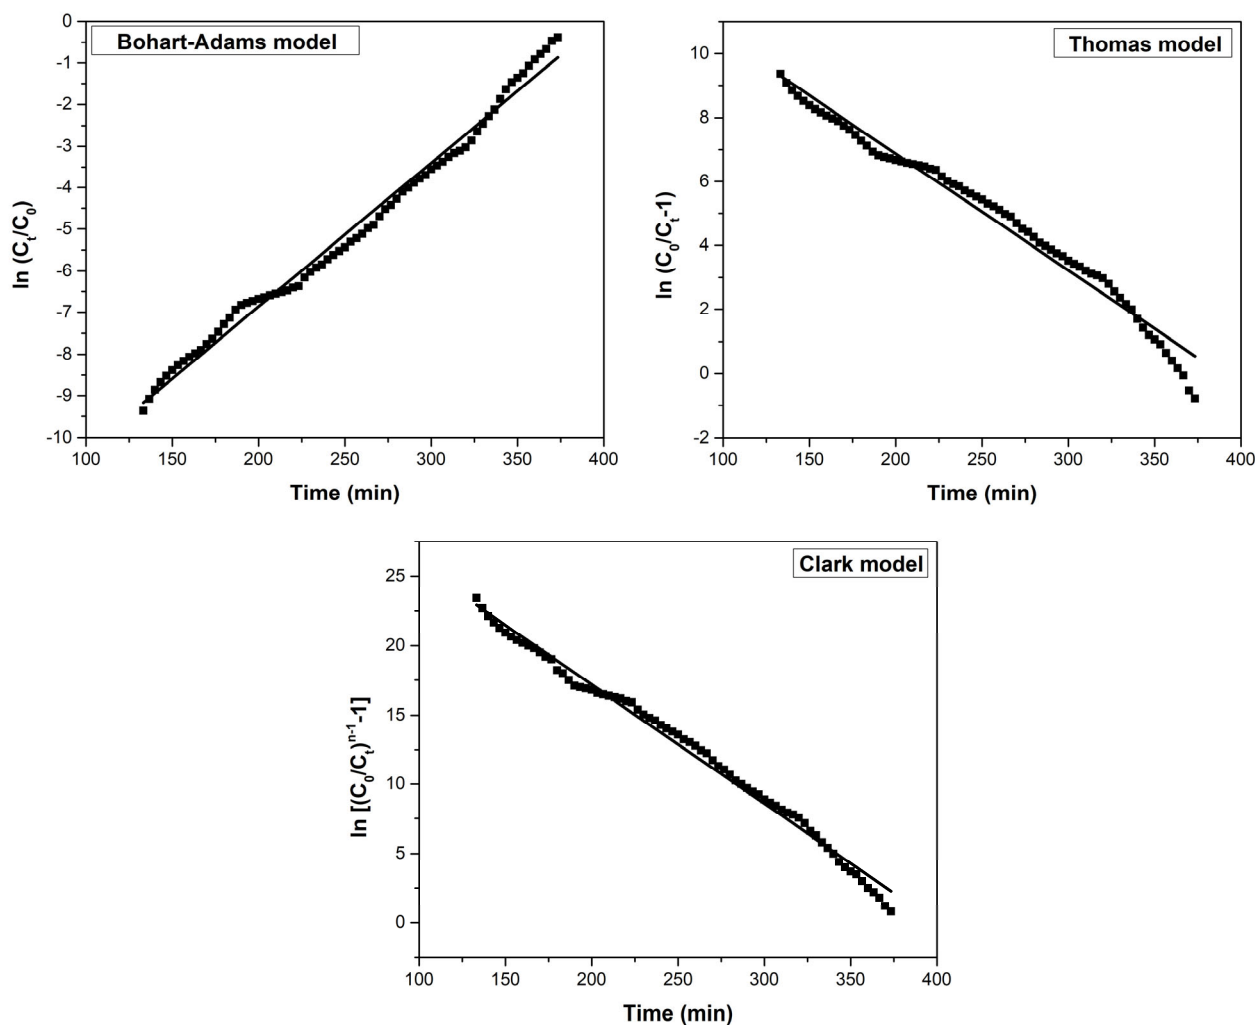 Bohart-Adams model
ln (Cₜ/C₀)
0
-1
-2
-3
-4
-5
-6
-7
-8
-9
-10
100 150 200 250 300 350 400
Time (min)
Thomas model
ln (C₀/Cₜ-1)
10
8
6
4
2
0
-2
100 150 200 250 300 350 400
Time (min)
Clark model
ln [(C₀/Cₜ)ⁿ⁻¹-1]
25
20
15
10
5
0
100 150 200 250 300 350 400
Time (min)